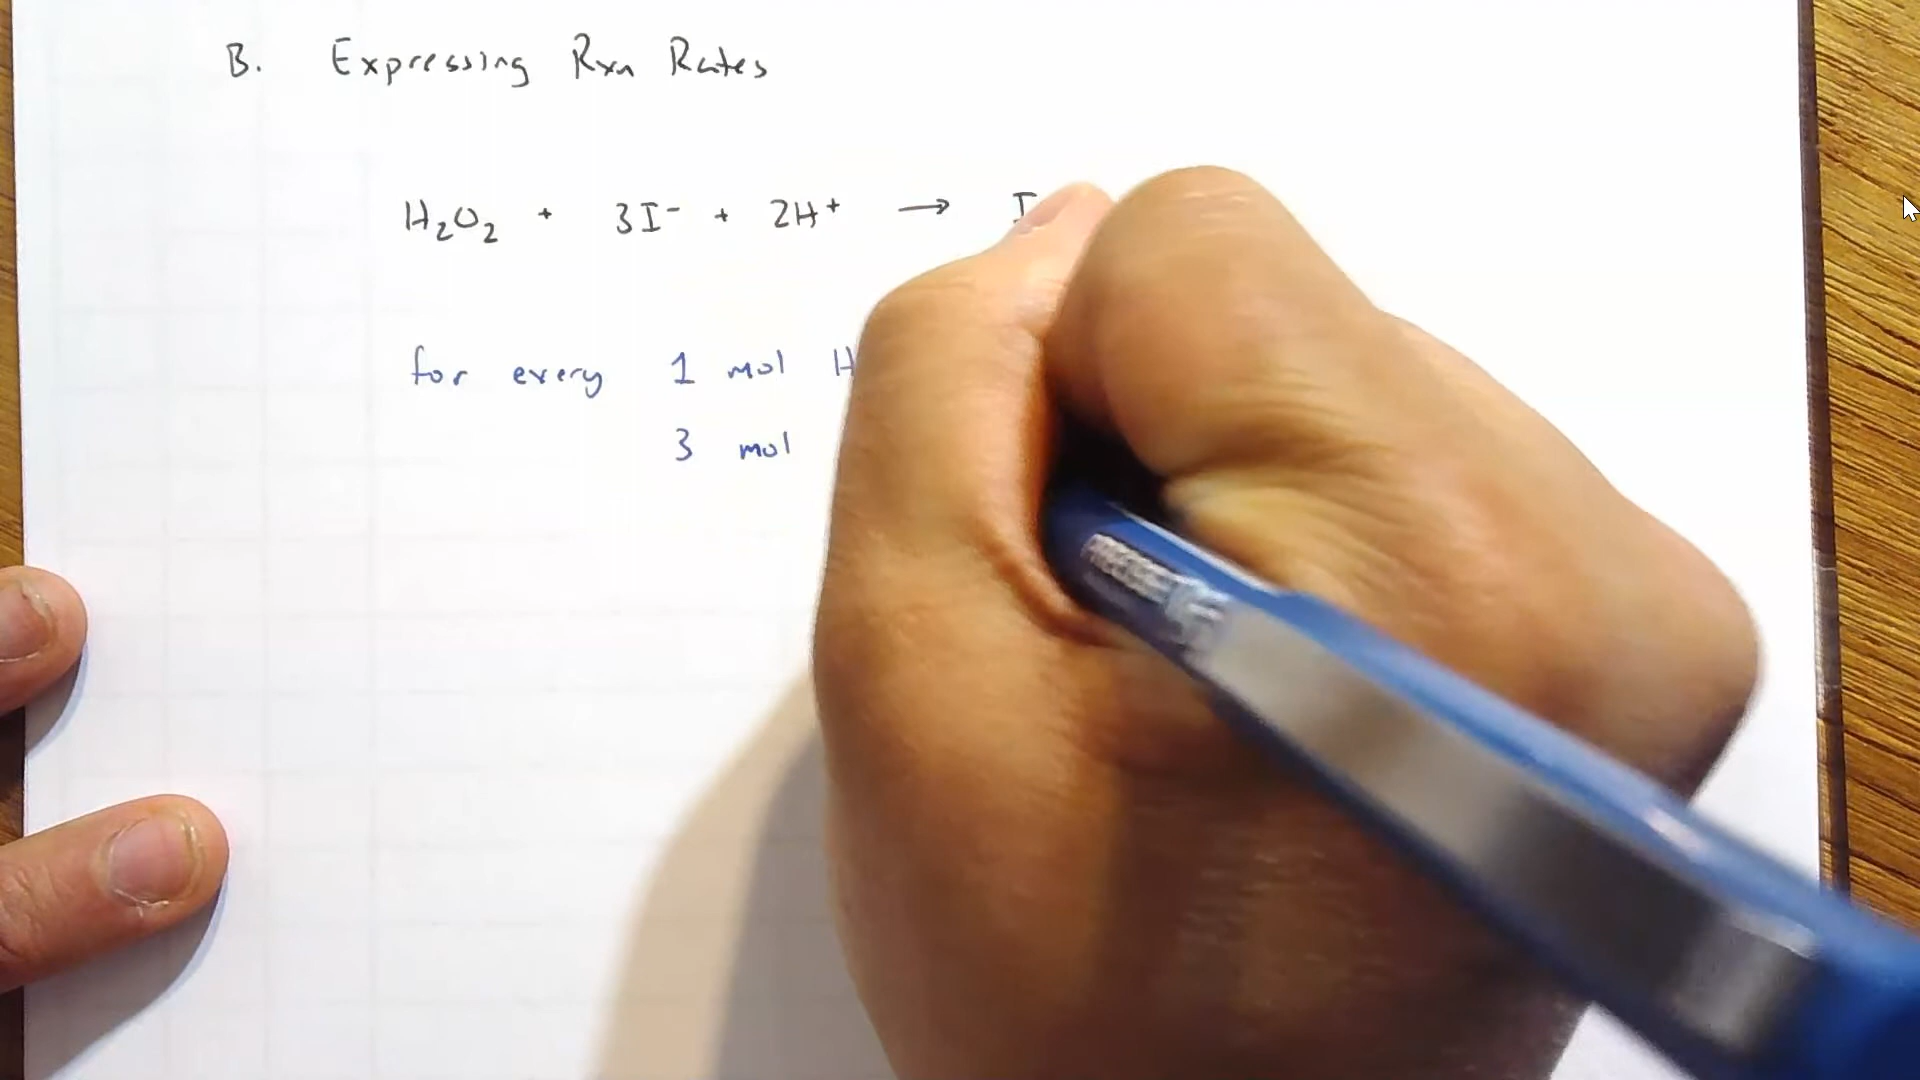 B. Expressing Rxn Rates
H₂O₂ + 3I⁻ + 2H⁺ → I
for every 1 mol H
3 mol